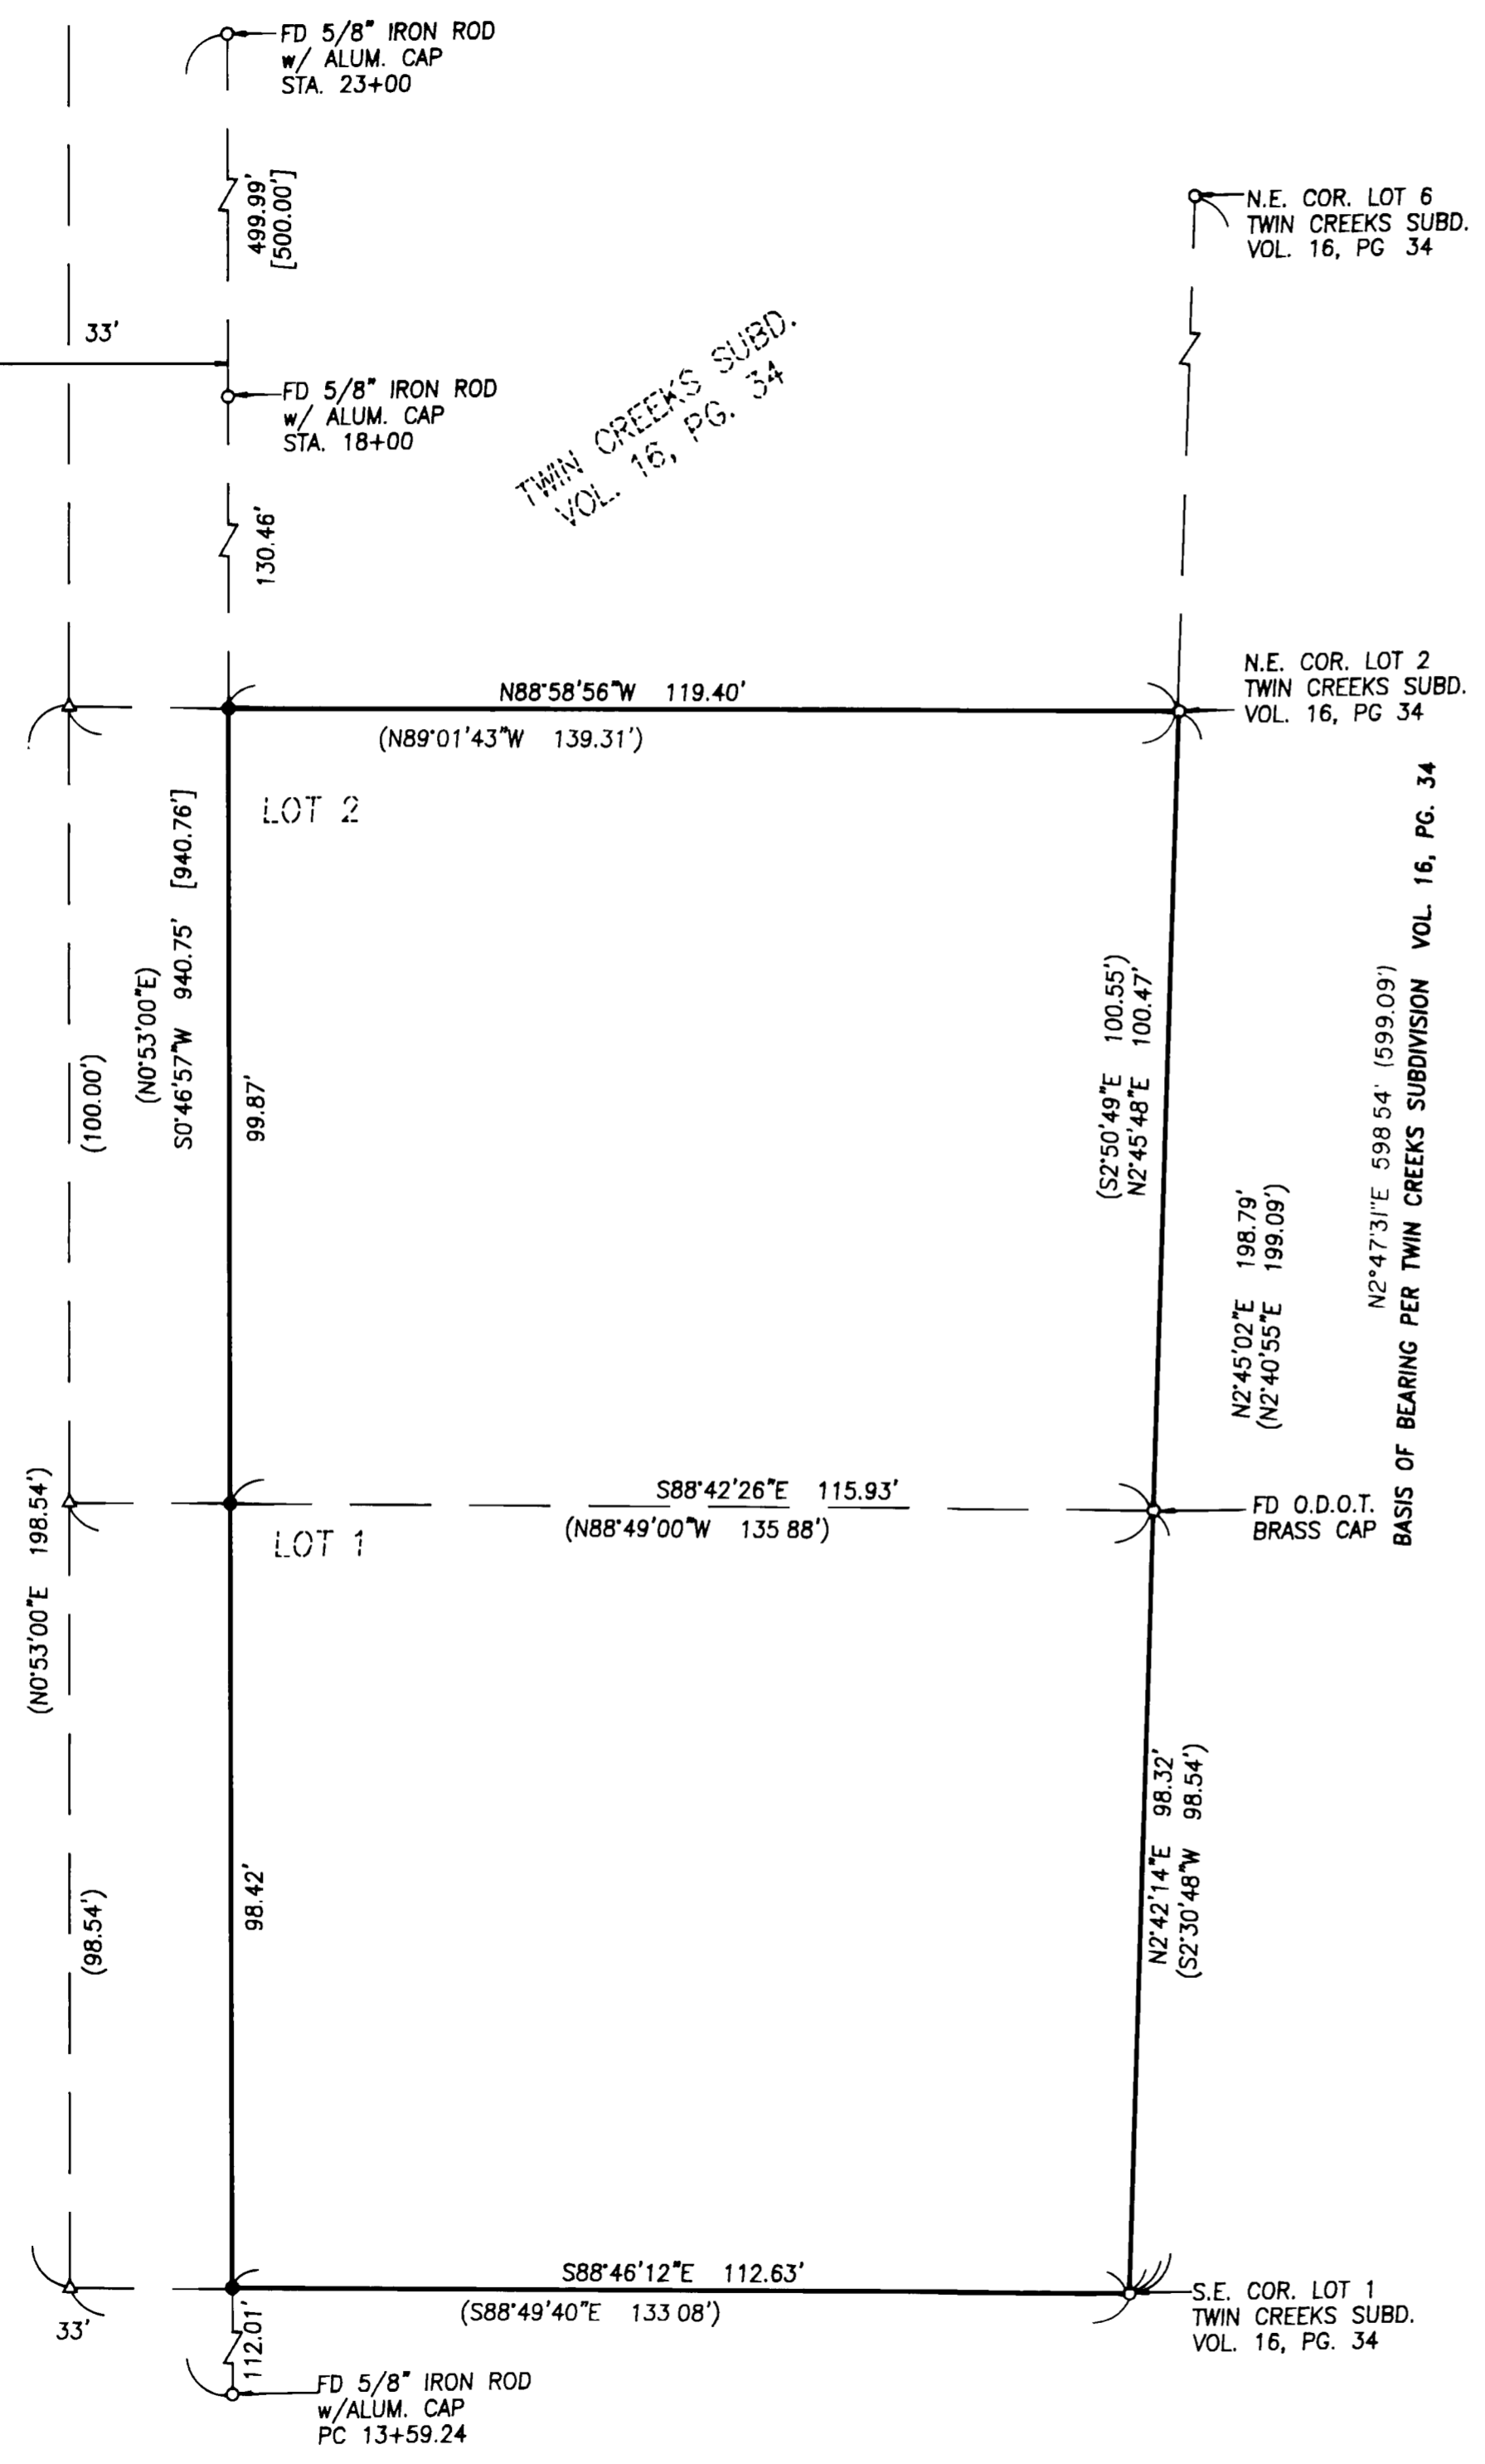 FD 5/8" IRON ROD
w/ ALUM. CAP
STA. 23+00
499.99'
[500.00']
N.E. COR. LOT 6
TWIN CREEKS SUBD.
VOL. 16, PG 34
33'
FD 5/8" IRON ROD
w/ ALUM. CAP
STA. 18+00
TWIN CREEKS SUBD.
VOL. 16, PG. 34
130.46'
N.E. COR. LOT 2
TWIN CREEKS SUBD.
VOL. 16, PG 34
N88°58'56"W 119.40'
(N89°01'43"W 139.31')
LOT 2
(N0°53'00"E)
S0°46'57"W 940.75' [940.76']
(100.00')
99.87'
(S2°50'49"E 100.55')
N2°45'48"E 100.47'
N2°45'02"E 198.79'
(N2°40'55"E 199.09')
N2°47'31"E 598 54' (599.09')
BASIS OF BEARING PER TWIN CREEKS SUBDIVISION VOL. 16, PG. 34
S88°42'26"E 115.93'
(N88°49'00"W 135 88')
FD O.D.O.T.
BRASS CAP
LOT 1
(N0°53'00"E 198.54')
(98.54')
98.42'
N2°42'14"E 98.32'
(S2°30'48"W 98.54')
S88°46'12"E 112.63'
(S88°49'40"E 133 08')
S.E. COR. LOT 1
TWIN CREEKS SUBD.
VOL. 16, PG. 34
33'
112.01'
FD 5/8" IRON ROD
w/ALUM. CAP
PC 13+59.24